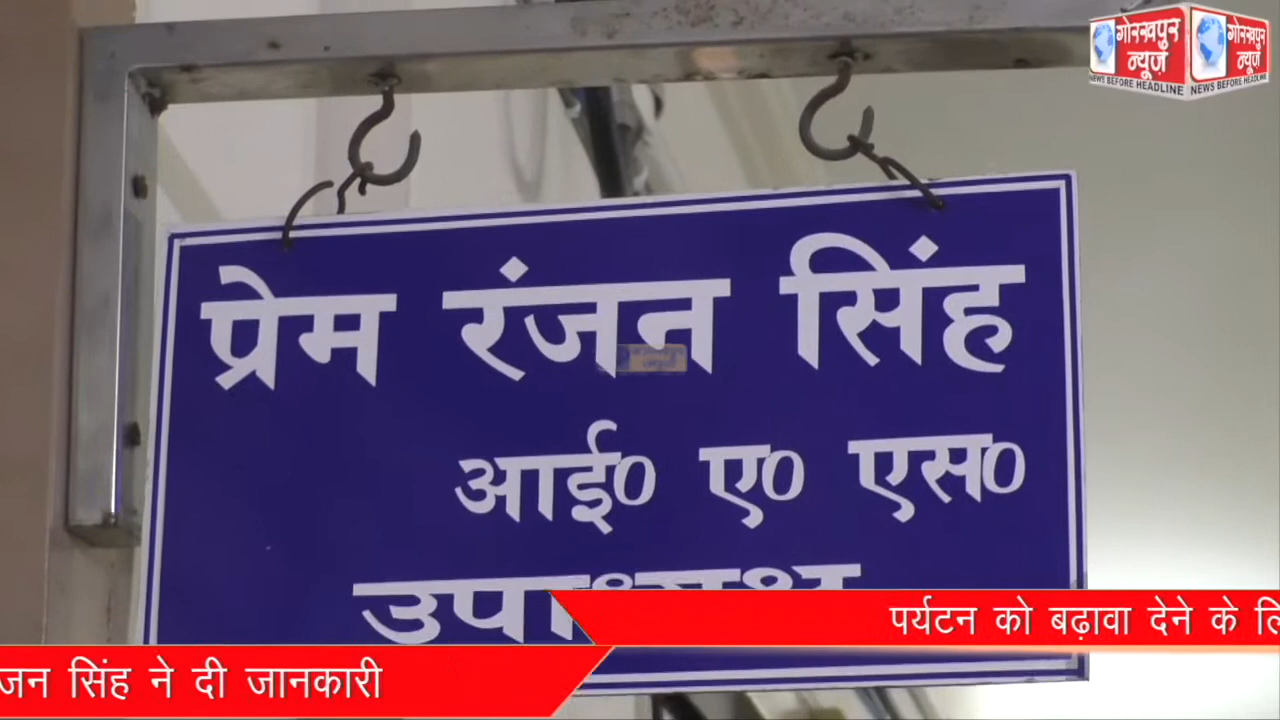 गोरखपुर
न्यूज़
NEWS BEFORE HEADLINE
गोरखपुर
न्यूज़
NEWS BEFORE HEADLINE
प्रेम रंजन सिंह
आई० ए० एस०
पर्यटन को बढ़ावा देने के
जन सिंह ने दी जानकारी